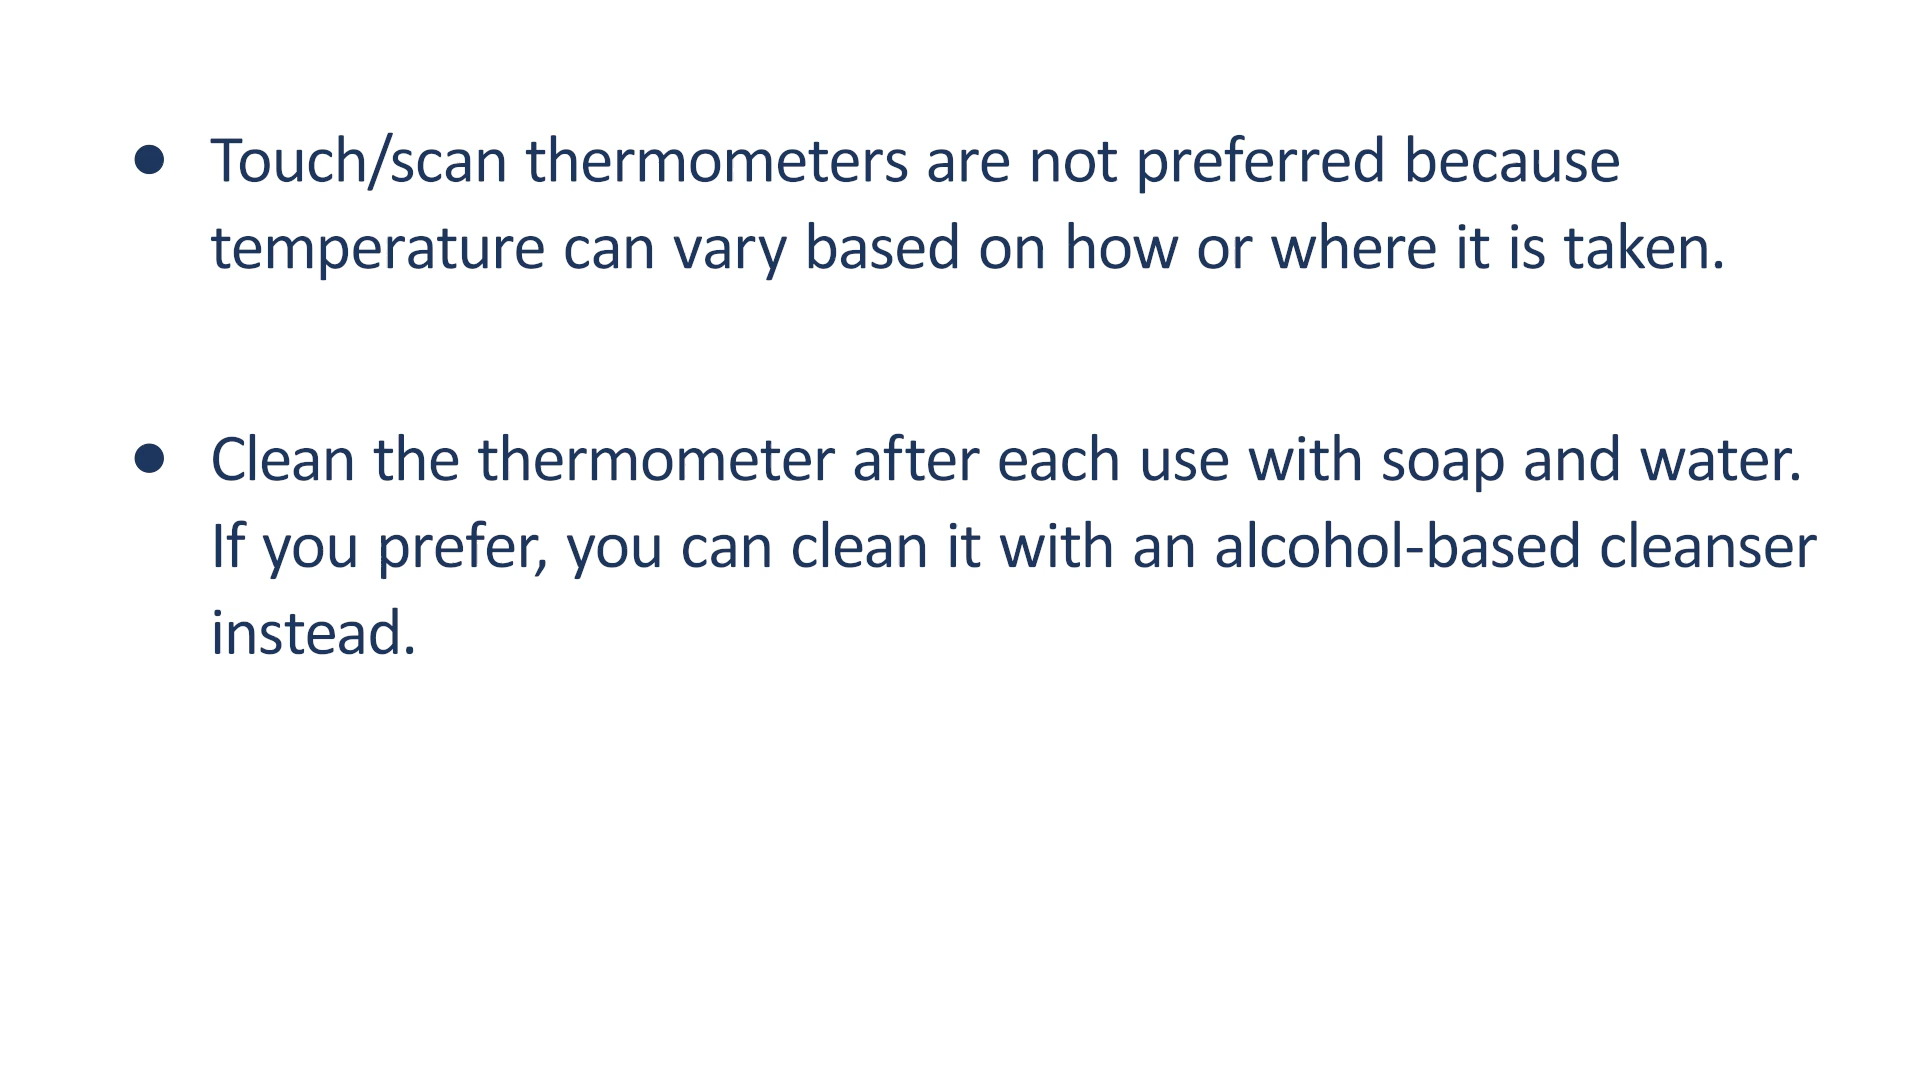 ● Touch/scan thermometers are not preferred because
temperature can vary based on how or where it is taken.
● Clean the thermometer after each use with soap and water.
If you prefer, you can clean it with an alcohol-based cleanser
instead.